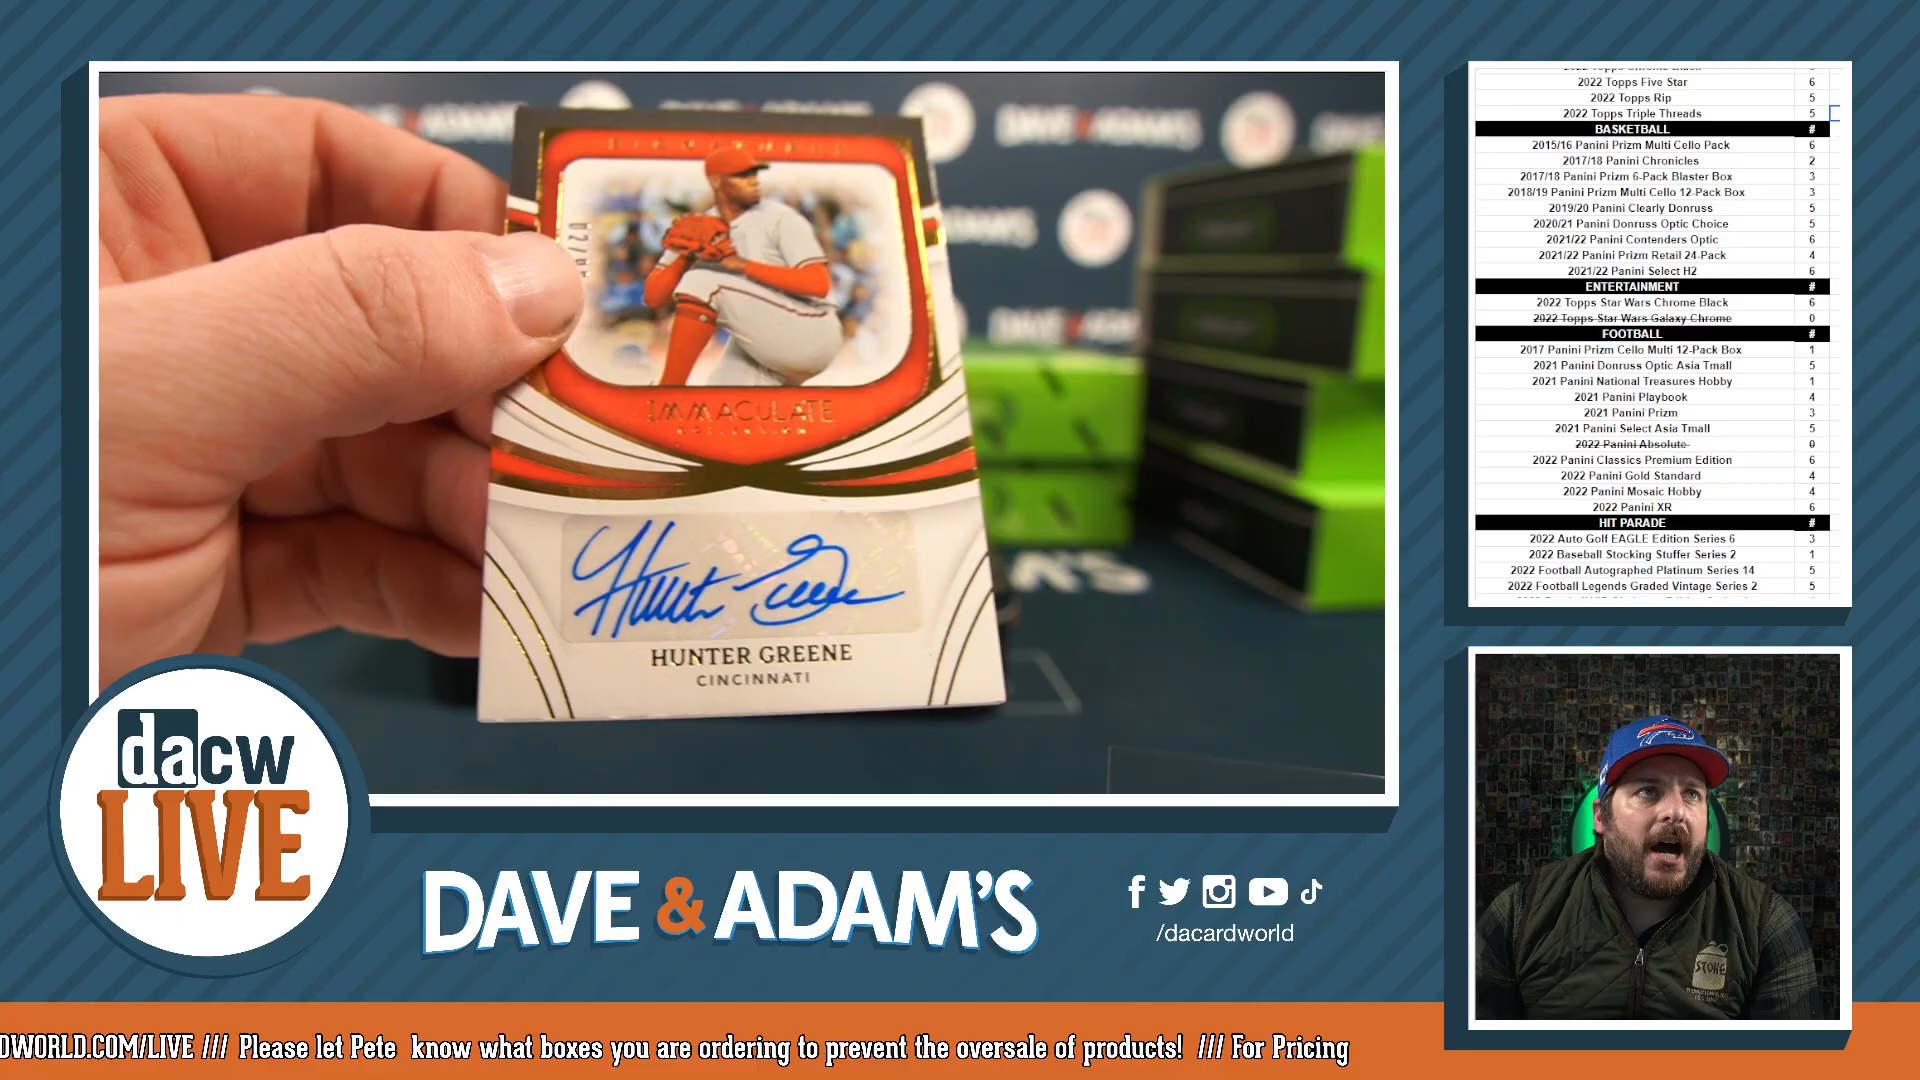 DAVE & ADAM'S
ADAM'S
IMMACULATE
COLLECTION
Hunter Greene
HUNTER GREENE
CINCINNATI
2022 Topps Five Star 6
2022 Topps Rip 5
2022 Topps Triple Threads 5
BASKETBALL #
2015/16 Panini Prizm Multi Cello Pack 6
2017/18 Panini Chronicles 2
2017/18 Panini Prizm 6-Pack Blaster Box 3
2018/19 Panini Prizm Multi Cello 12-Pack Box 3
2019/20 Panini Clearly Donruss 5
2020/21 Panini Donruss Optic Choice 5
2021/22 Panini Contenders Optic 6
2021/22 Panini Prizm Retail 24-Pack 4
2021/22 Panini Select H2 6
ENTERTAINMENT #
2022 Topps Star Wars Chrome Black 6
2022 Topps Star Wars Galaxy Chrome 0
FOOTBALL #
2017 Panini Prizm Cello Multi 12-Pack Box 1
2021 Panini Donruss Optic Asia Tmall 5
2021 Panini National Treasures Hobby 1
2021 Panini Playbook 4
2021 Panini Prizm 3
2021 Panini Select Asia Tmall 5
2022 Panini Absolute 0
2022 Panini Classics Premium Edition 6
2022 Panini Gold Standard 4
2022 Panini Mosaic Hobby 4
2022 Panini XR 6
HIT PARADE #
2022 Auto Golf EAGLE Edition Series 6 3
2022 Baseball Stocking Stuffer Series 2 1
2022 Football Autographed Platinum Series 14 5
2022 Football Legends Graded Vintage Series 2 5
STONE
dacw
LIVE
DAVE & ADAM'S
/dacardworld
DWORLD.COM/LIVE /// Please let Pete know what boxes you are ordering to prevent the oversale of products! /// For Pricing